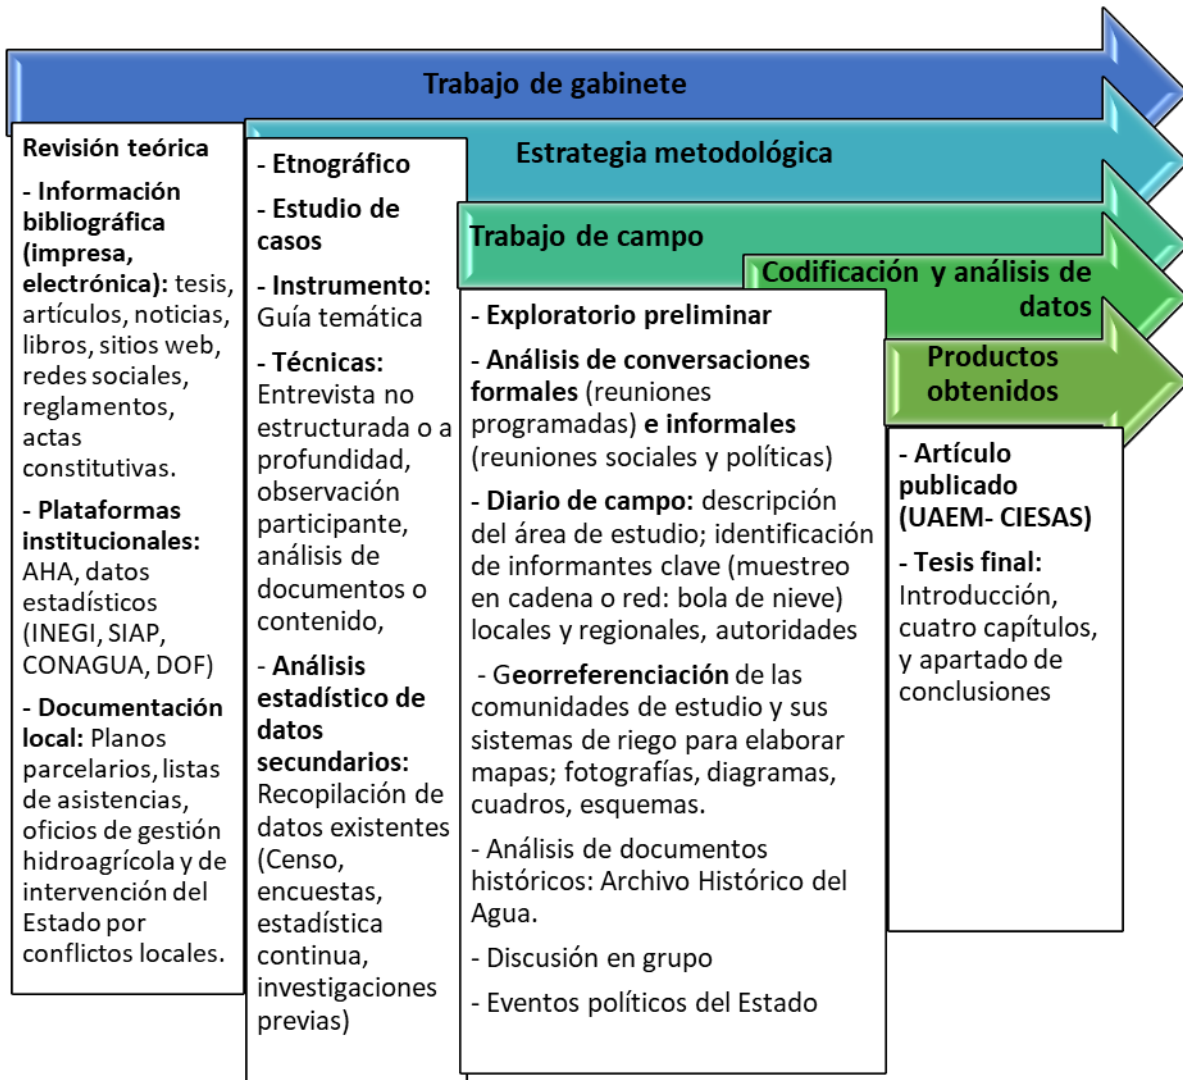 Trabajo de gabinete
Revisión teórica
- Información
bibliográfica
(impresa,
electrónica): tesis,
artículos, noticias,
libros, sitios web,
redes sociales,
reglamentos,
actas
constitutivas.
- Plataformas
institucionales:
AHA, datos
estadísticos
(INEGI, SIAP,
CONAGUA, DOF)
- Documentación
local: Planos
parcelarios, listas
de asistencias,
oficios de gestión
hidroagrícola y de
intervención del
Estado por
conflictos locales.
Estrategia metodológica
- Etnográfico
- Estudio de
casos
- Instrumento:
Guía temática
- Técnicas:
Entrevista no
estructurada o a
profundidad,
observación
participante,
análisis de
documentos o
contenido,
- Análisis
estadístico de
datos
secundarios:
Recopilación de
datos existentes
(Censo,
encuestas,
estadística
continua,
investigaciones
previas)
Trabajo de campo
- Exploratorio preliminar
- Análisis de conversaciones
formales (reuniones
programadas) e informales
(reuniones sociales y políticas)
- Diario de campo: descripción
del área de estudio; identificación
de informantes clave (muestreo
en cadena o red: bola de nieve)
locales y regionales, autoridades
- Georreferenciación de las
comunidades de estudio y sus
sistemas de riego para elaborar
mapas; fotografías, diagramas,
cuadros, esquemas.
- Análisis de documentos
históricos: Archivo Histórico del
Agua.
- Discusión en grupo
- Eventos políticos del Estado
Codificación y análisis de
datos
Productos
obtenidos
- Artículo
publicado
(UAEM- CIESAS)
- Tesis final:
Introducción,
cuatro capítulos,
y apartado de
conclusiones